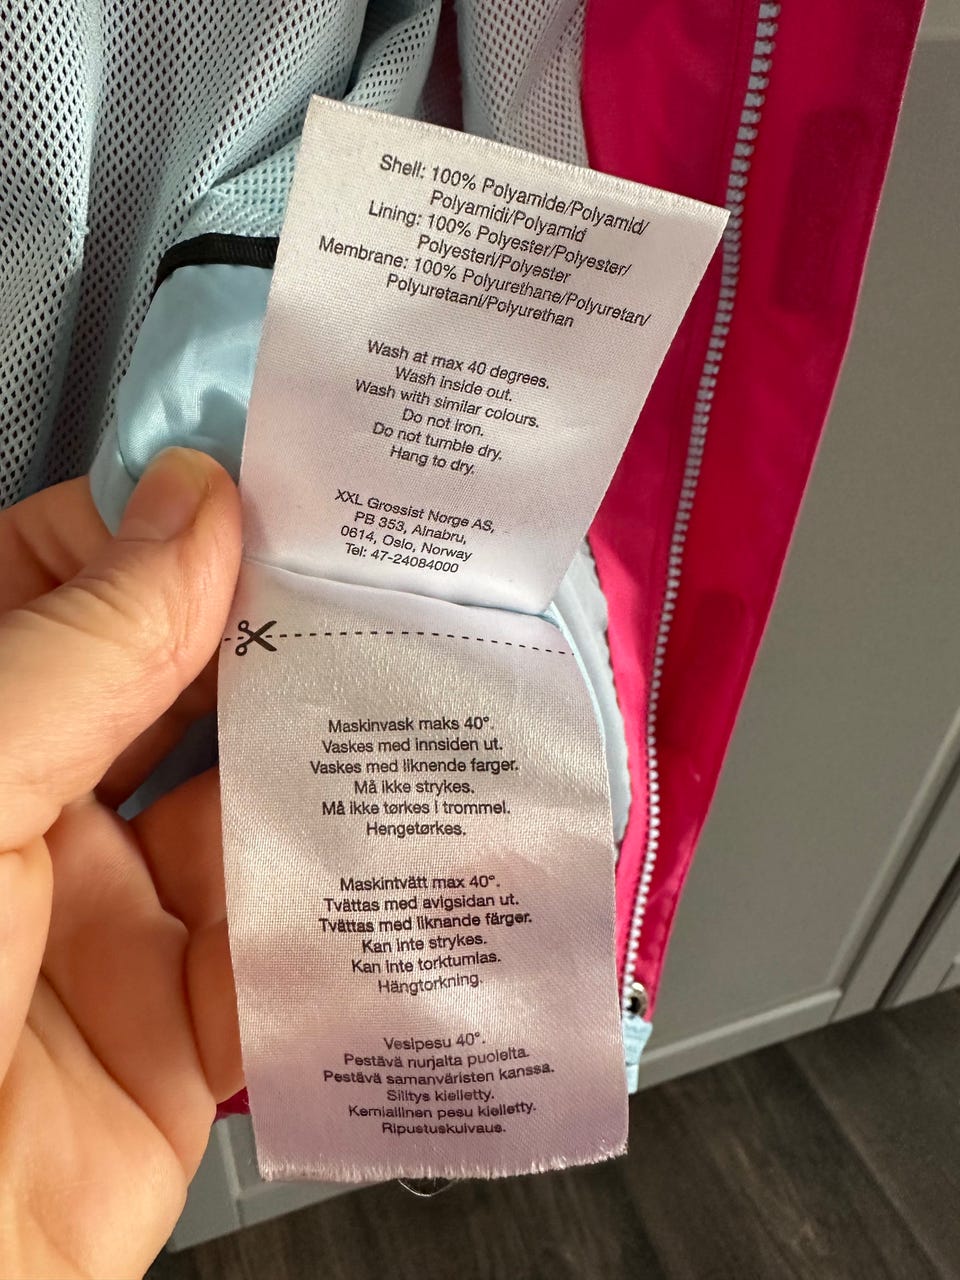 Shell: 100% Polyamide/Polyamid/
Polyamidi/Polyamid
Lining: 100% Polyester/Polyester/
Polyesteri/Polyester
Membrane: 100% Polyurethane/Polyuretan/
Polyuretaani/Polyurethan
Wash at max 40 degrees.
Wash inside out.
Wash with similar colours.
Do not iron.
Do not tumble dry.
Hang to dry.
XXL Grossist Norge AS,
PB 353, Alnabru,
0614, Oslo, Norway
Tel: 47-24084000
Maskinvask maks 40°.
Vaskes med innsiden ut.
Vaskes med liknende farger.
Må ikke strykes.
Må ikke tørkes i trommel.
Hengetørkes.
Maskintvätt max 40°.
Tvättas med avigsidan ut.
Tvättas med liknande färger.
Kan inte strykes.
Kan inte torktumlas.
Hängtorkning.
Vesipesu 40°.
Pestävä nurjalta puolelta.
Pestävä samanväristen kanssa.
Silitys kielletty.
Kemiallinen pesu kielletty.
Ripustuskuivaus.